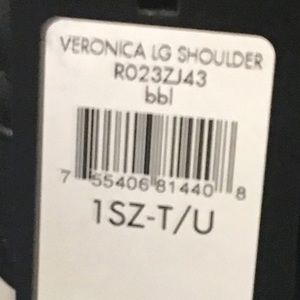 VERONICA LG SHOULDER
R023ZJ43
bbl
7 55406 81440 8
1SZ-T/U